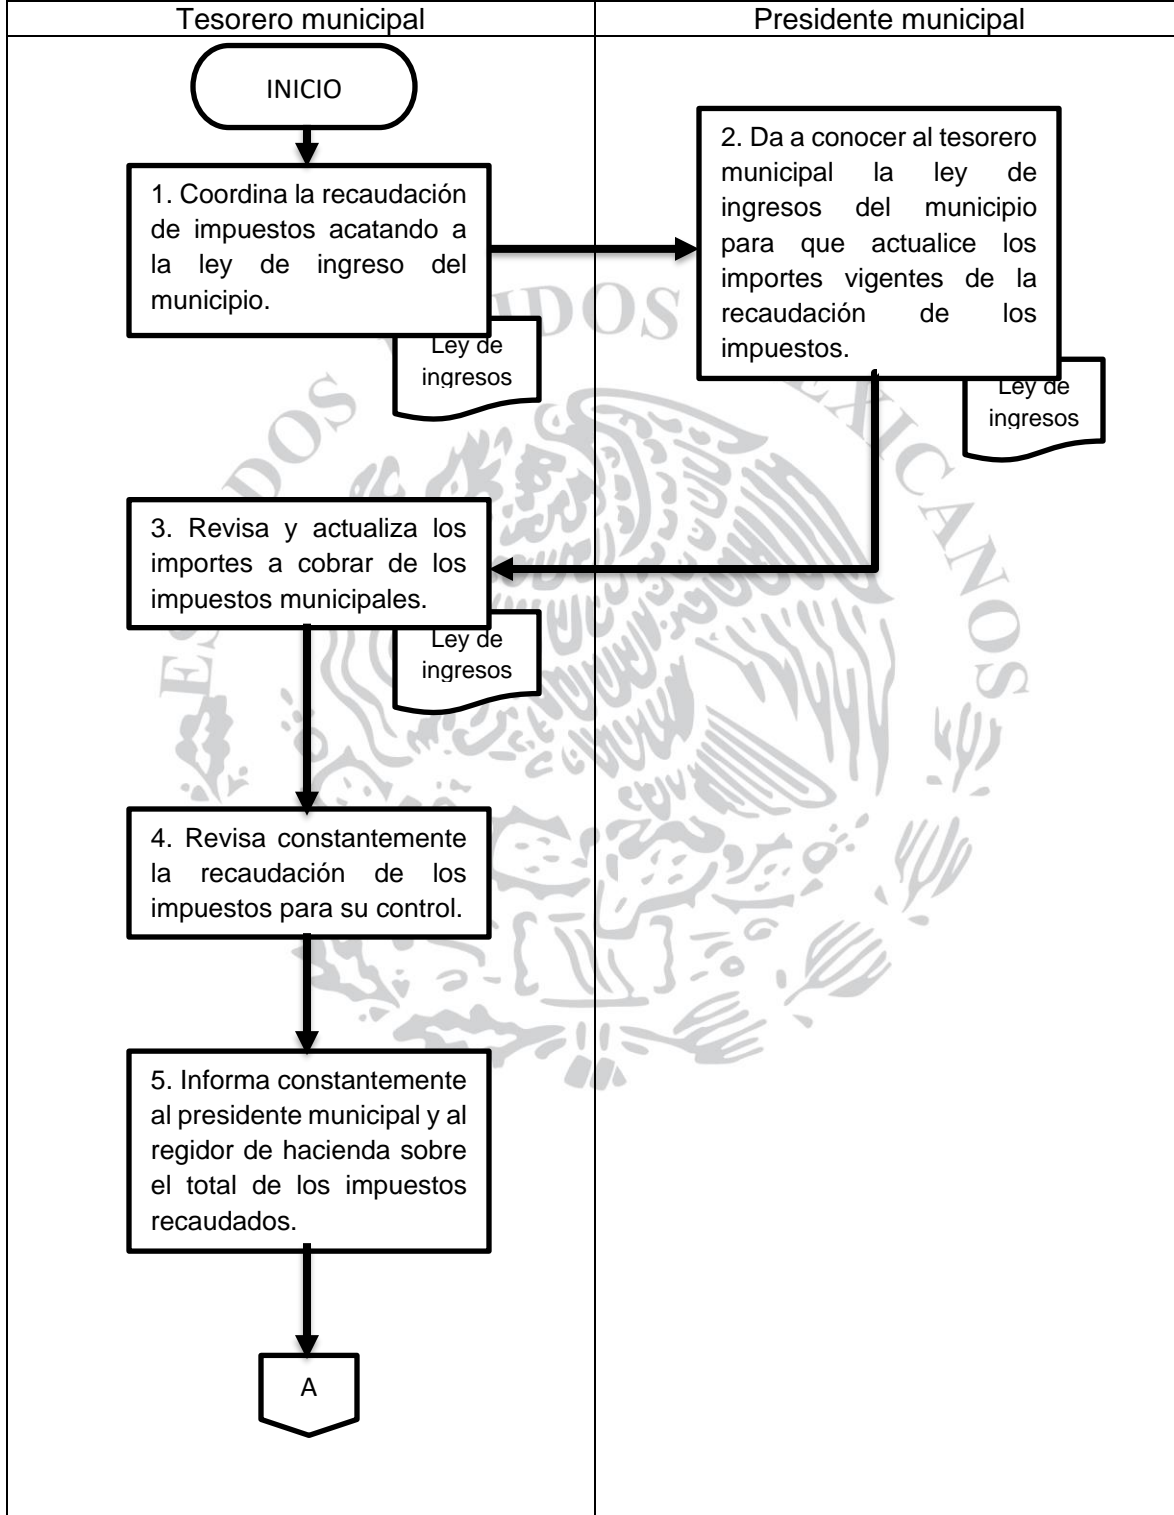 Tesorero municipal
Presidente municipal
INICIO
1. Coordina la recaudación
de impuestos acatando a
la ley de ingreso del
municipio.
Ley de
ingresos
2. Da a conocer al tesorero
municipal la ley de
ingresos del municipio
para que actualice los
importes vigentes de la
recaudación de los
impuestos.
Ley de
ingresos
3. Revisa y actualiza los
importes a cobrar de los
impuestos municipales.
Ley de
ingresos
4. Revisa constantemente
la recaudación de los
impuestos para su control.
5. Informa constantemente
al presidente municipal y al
regidor de hacienda sobre
el total de los impuestos
recaudados.
A